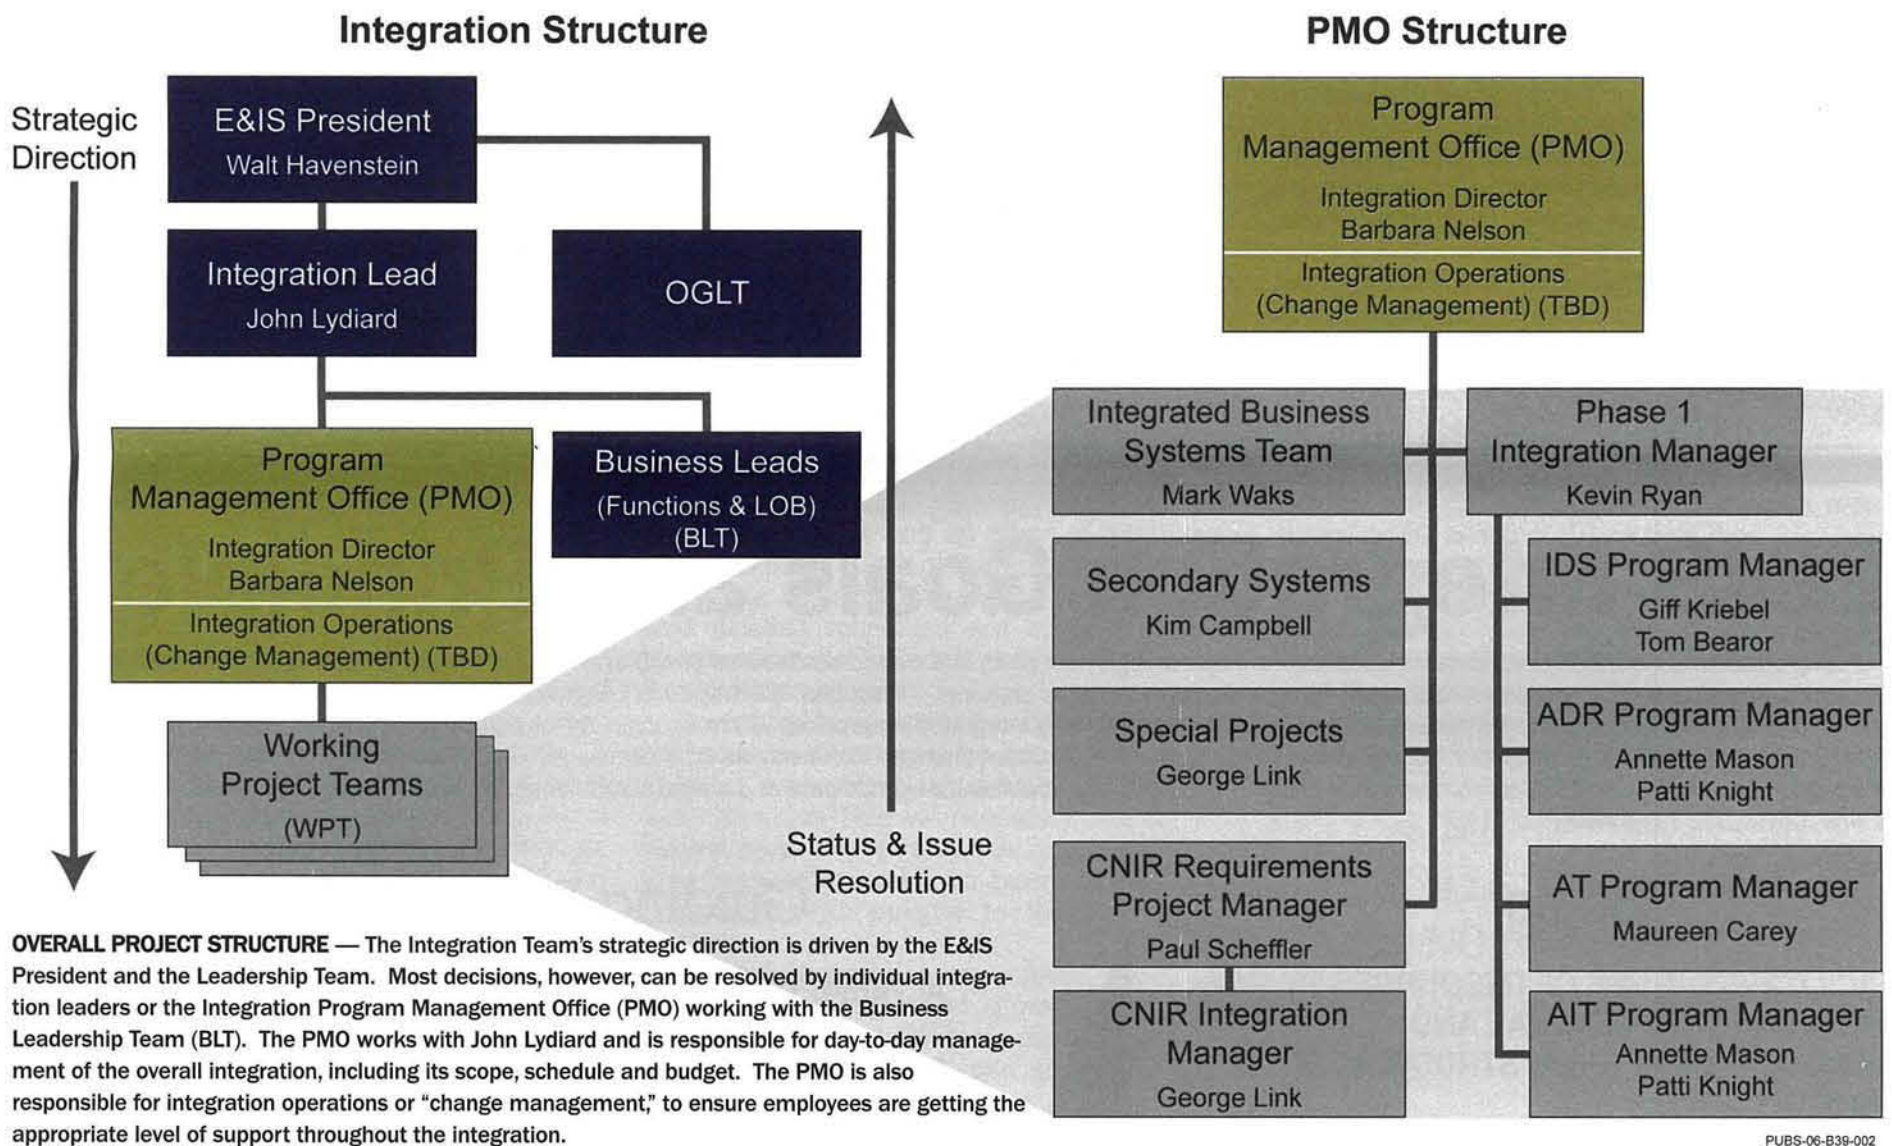 Integration Structure
Strategic
Direction
E&IS President
Walt Havenstein
Integration Lead
John Lydiard
OGLT
Program
Management Office (PMO)
Integration Director
Barbara Nelson
Integration Operations
(Change Management) (TBD)
Business Leads
(Functions & LOB)
(BLT)
Working
Project Teams
(WPT)
Status & Issue
Resolution
OVERALL PROJECT STRUCTURE — The Integration Team's strategic direction is driven by the E&IS
President and the Leadership Team. Most decisions, however, can be resolved by individual integra-
tion leaders or the Integration Program Management Office (PMO) working with the Business
Leadership Team (BLT). The PMO works with John Lydiard and is responsible for day-to-day manage-
ment of the overall integration, including its scope, schedule and budget. The PMO is also
responsible for integration operations or "change management," to ensure employees are getting the
appropriate level of support throughout the integration.
PMO Structure
Program
Management Office (PMO)
Integration Director
Barbara Nelson
Integration Operations
(Change Management) (TBD)
Integrated Business
Systems Team
Mark Waks
Phase 1
Integration Manager
Kevin Ryan
Secondary Systems
Kim Campbell
IDS Program Manager
Giff Kriebel
Tom Bearor
Special Projects
George Link
ADR Program Manager
Annette Mason
Patti Knight
CNIR Requirements
Project Manager
Paul Scheffler
AT Program Manager
Maureen Carey
CNIR Integration
Manager
George Link
AIT Program Manager
Annette Mason
Patti Knight
PUBS-06-B39-002